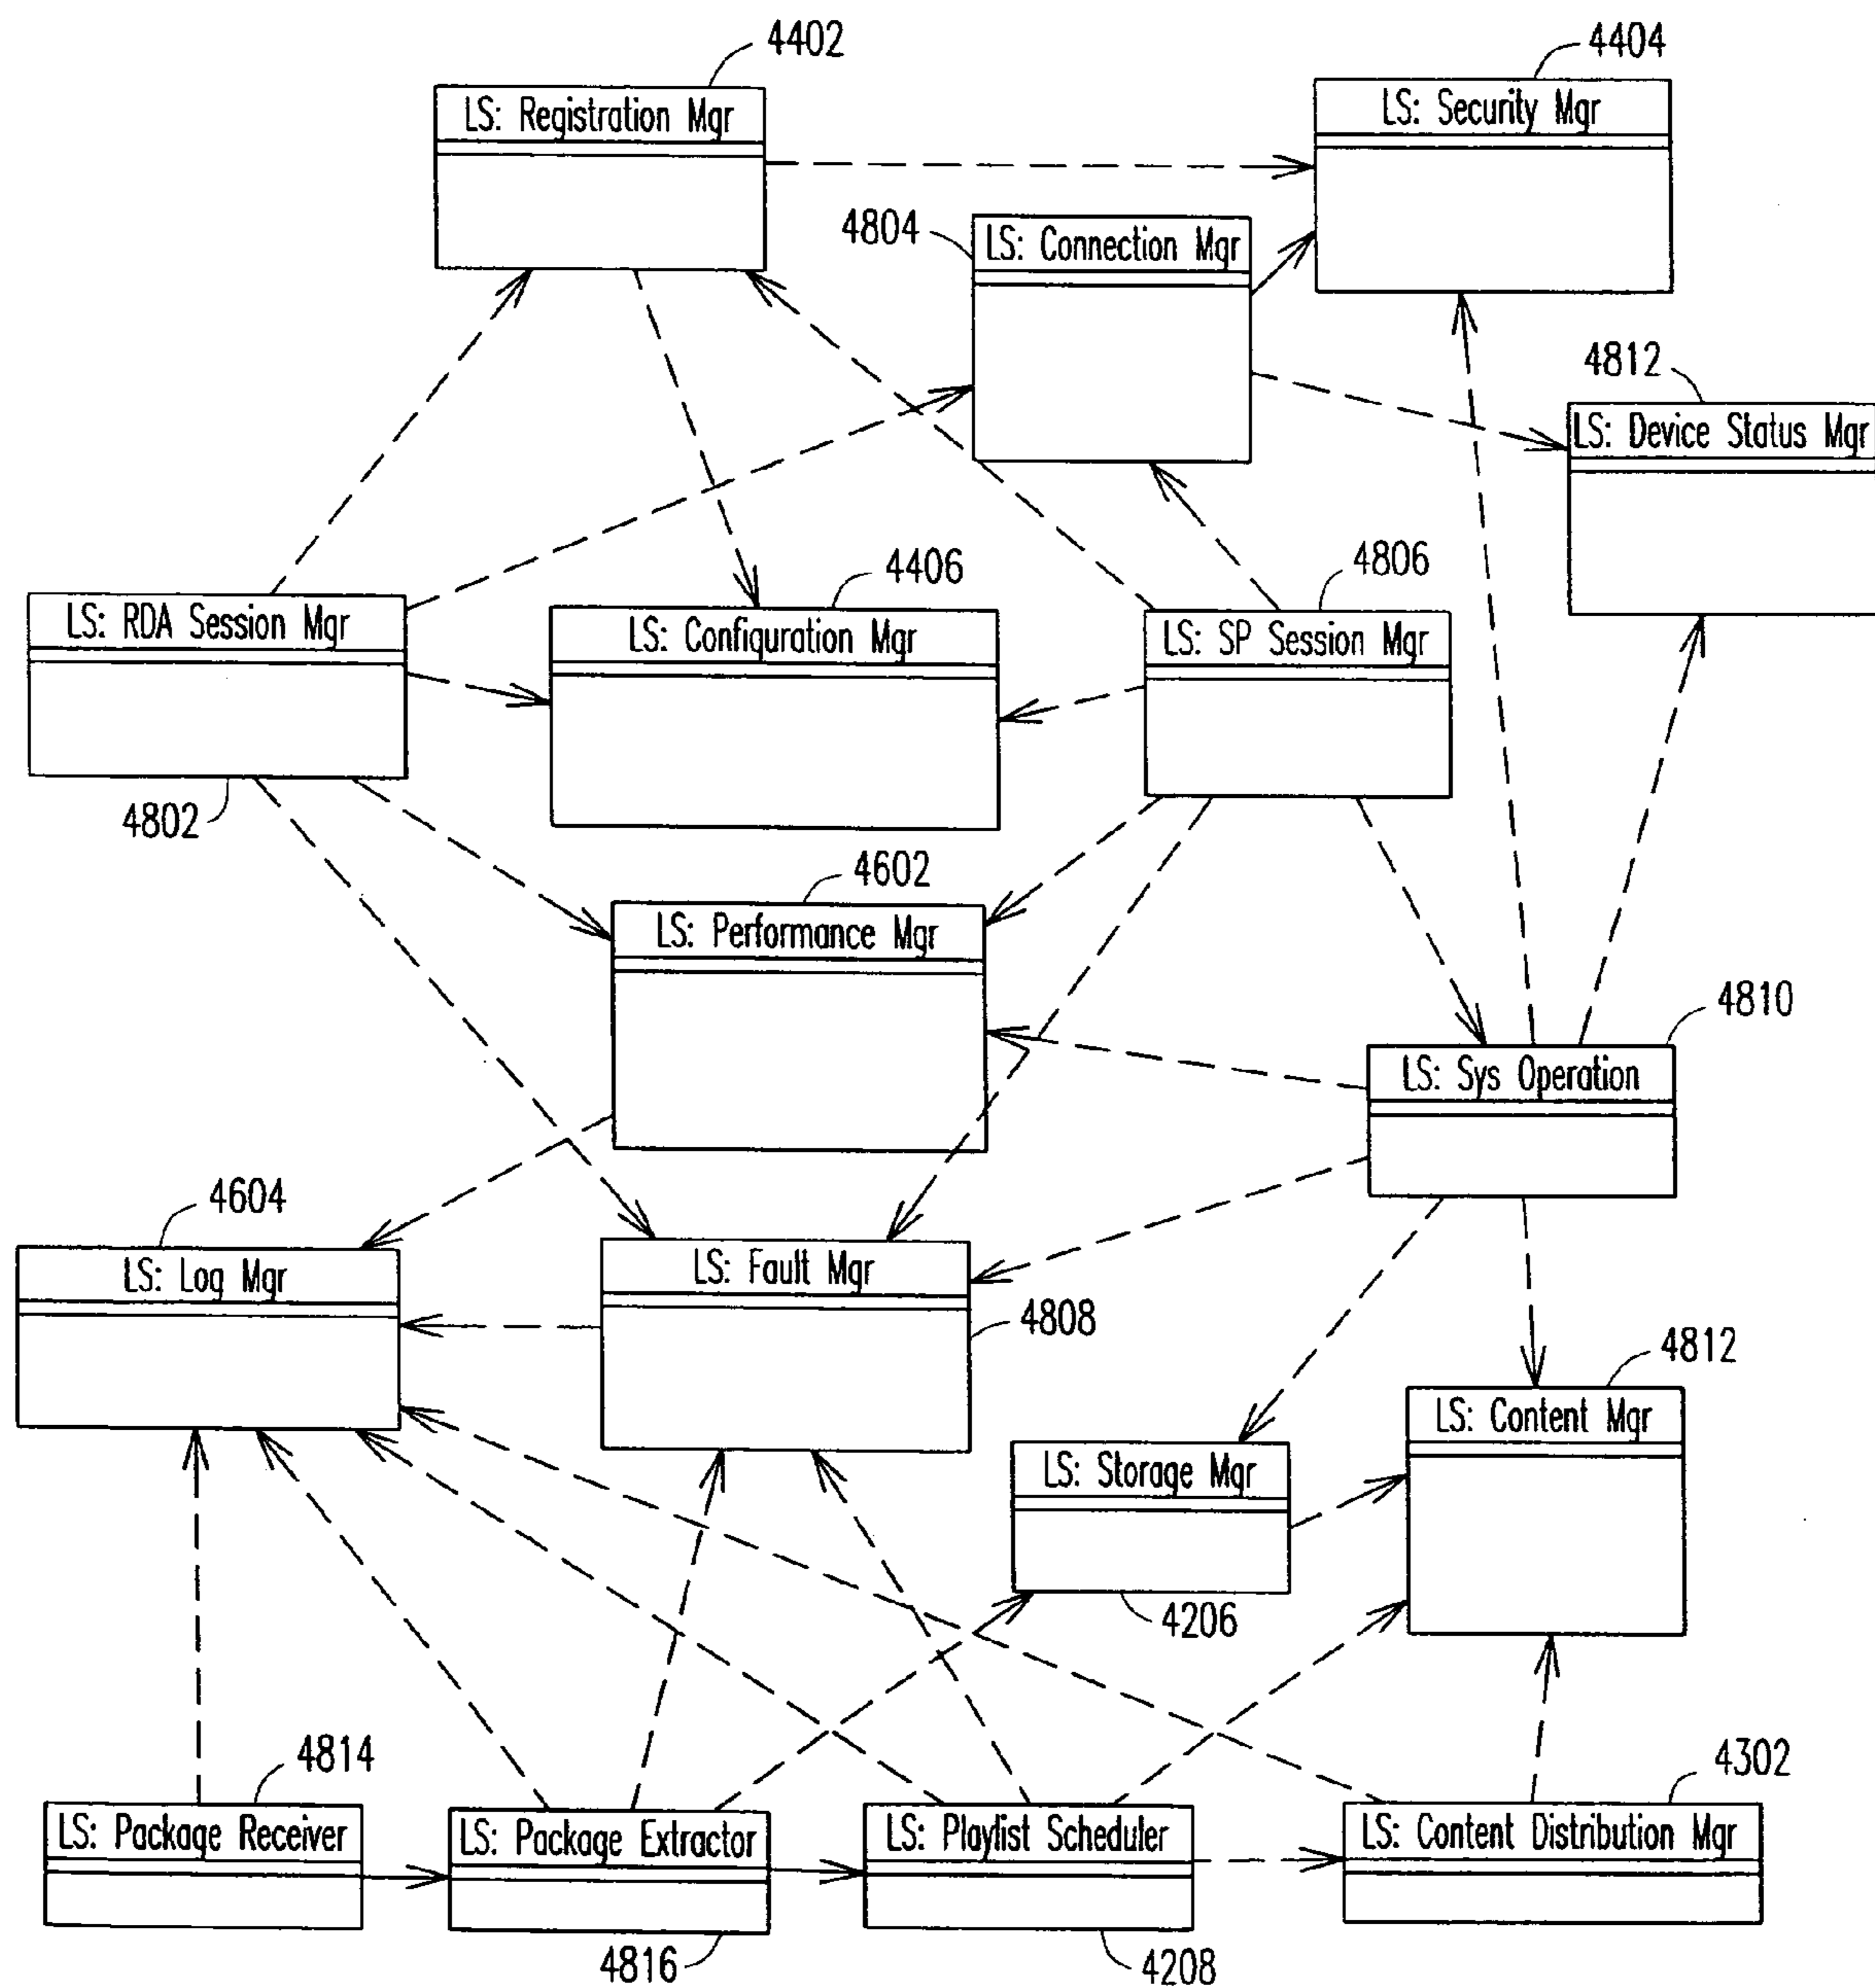 4402
LS: Registration Mgr
4404
LS: Security Mgr
4804
LS: Connection Mgr
4812
LS: Device Status Mgr
LS: RDA Session Mgr
4802
4406
LS: Configuration Mgr
4806
LS: SP Session Mgr
4602
LS: Performance Mgr
4810
LS: Sys Operation
4604
LS: Log Mgr
LS: Fault Mgr
4808
4812
LS: Content Mgr
LS: Storage Mgr
4206
4814
LS: Package Receiver
LS: Package Extractor
4816
LS: Playlist Scheduler
4208
4302
LS: Content Distribution Mgr